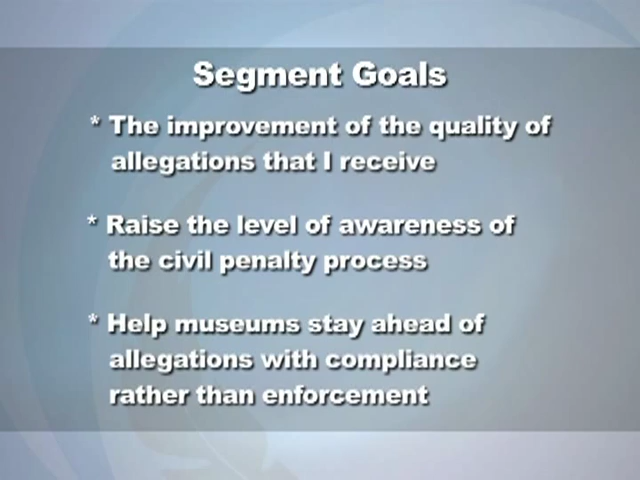 Segment Goals
* The improvement of the quality of
allegations that I receive
* Raise the level of awareness of
the civil penalty process
* Help museums stay ahead of
allegations with compliance
rather than enforcement